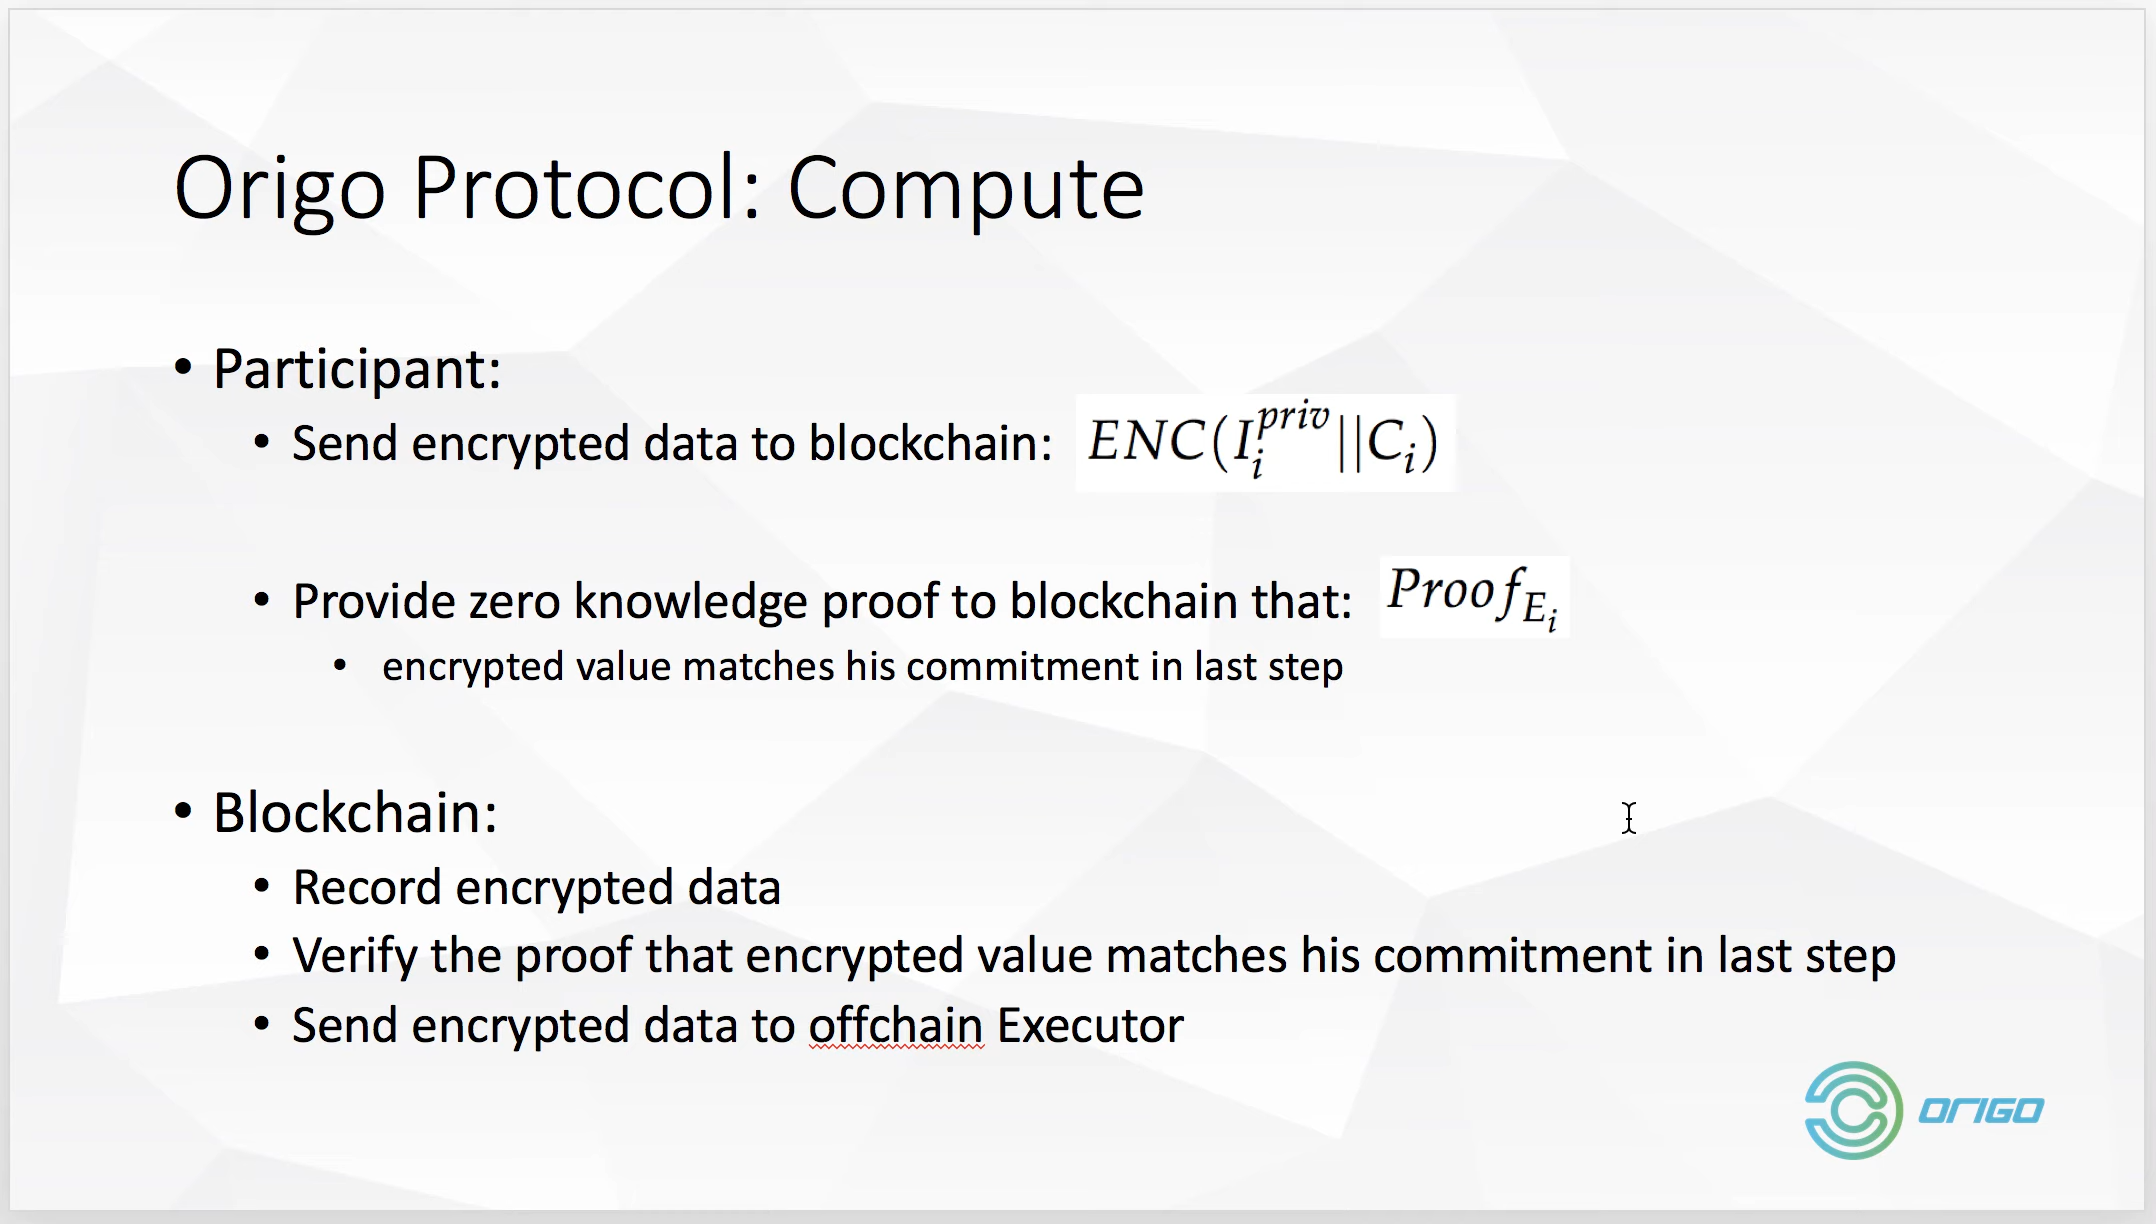 Origo Protocol: Compute
• Participant:
• Send encrypted data to blockchain: ENC(I_i^{priv}||C_i)
• Provide zero knowledge proof to blockchain that: Proof_{E_i}
• encrypted value matches his commitment in last step
• Blockchain:
• Record encrypted data
• Verify the proof that encrypted value matches his commitment in last step
• Send encrypted data to offchain Executor
ORIGO